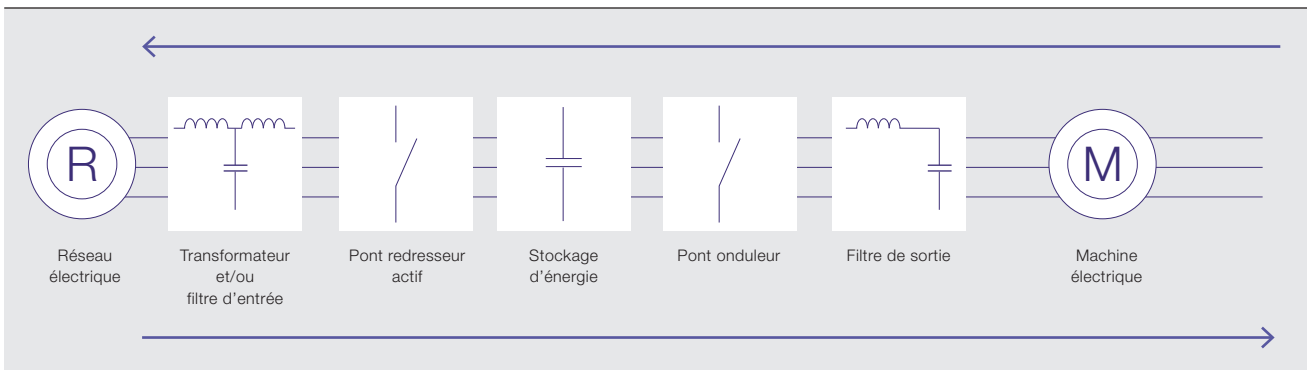 R
M
Réseau
électrique
Transformateur
et/ou
filtre d'entrée
Pont redresseur
actif
Stockage
d'énergie
Pont onduleur
Filtre de sortie
Machine
électrique